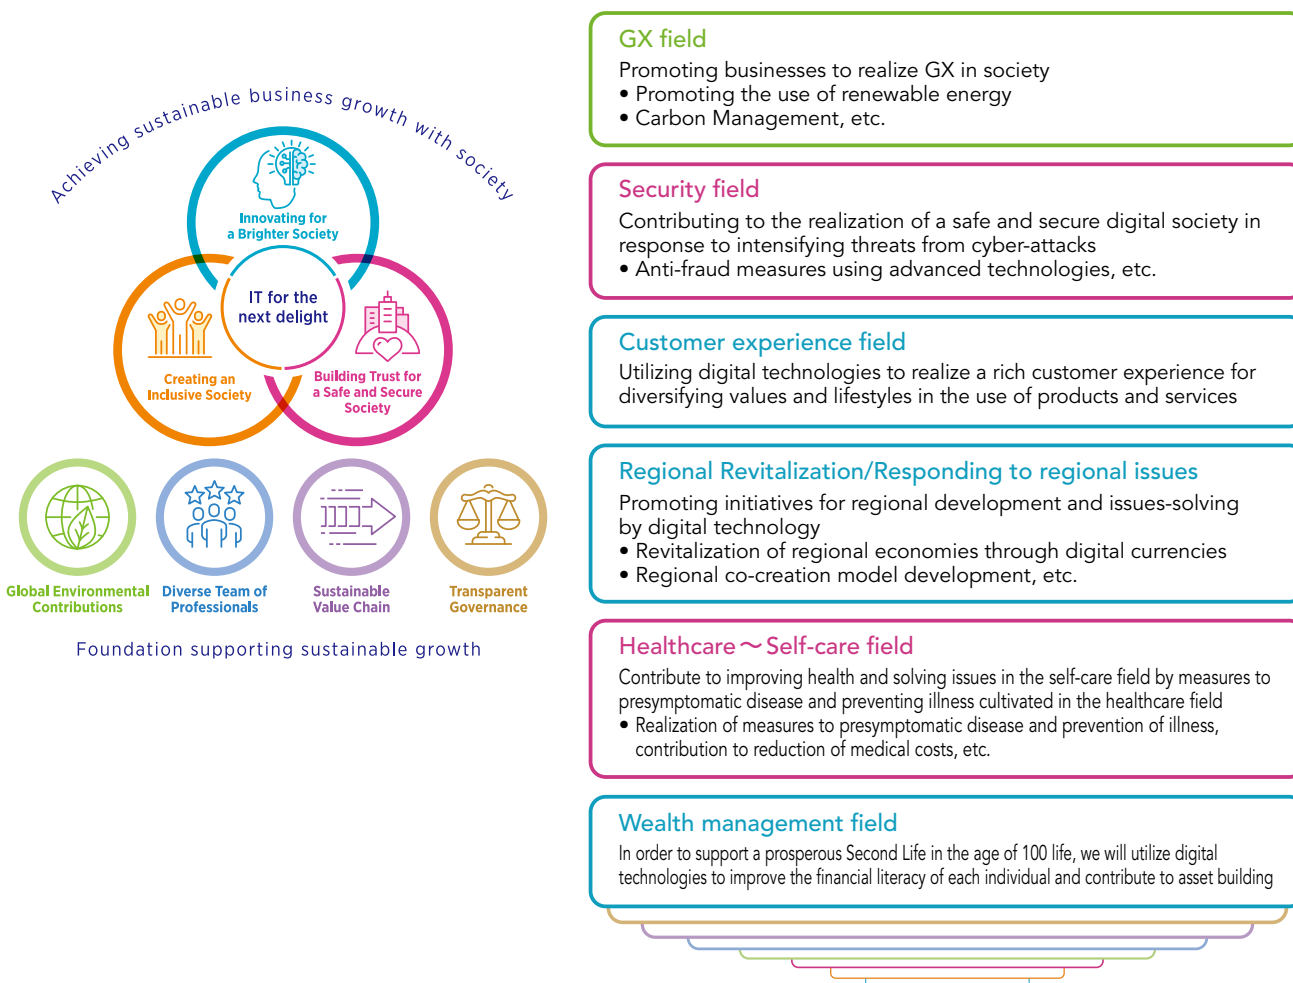 Achieving sustainable business growth with society
Innovating for
a Brighter Society
IT for the
next delight
Creating an
Inclusive Society
Building Trust for
a Safe and Secure
Society
Global Environmental
Contributions
Diverse Team of
Professionals
Sustainable
Value Chain
Transparent
Governance
Foundation supporting sustainable growth
GX field
Promoting businesses to realize GX in society
• Promoting the use of renewable energy
• Carbon Management, etc.
Security field
Contributing to the realization of a safe and secure digital society in
response to intensifying threats from cyber-attacks
• Anti-fraud measures using advanced technologies, etc.
Customer experience field
Utilizing digital technologies to realize a rich customer experience for
diversifying values and lifestyles in the use of products and services
Regional Revitalization/Responding to regional issues
Promoting initiatives for regional development and issues-solving
by digital technology
• Revitalization of regional economies through digital currencies
• Regional co-creation model development, etc.
Healthcare～Self-care field
Contribute to improving health and solving issues in the self-care field by measures to
presymptomatic disease and preventing illness cultivated in the healthcare field
• Realization of measures to presymptomatic disease and prevention of illness,
contribution to reduction of medical costs, etc.
Wealth management field
In order to support a prosperous Second Life in the age of 100 life, we will utilize digital
technologies to improve the financial literacy of each individual and contribute to asset building